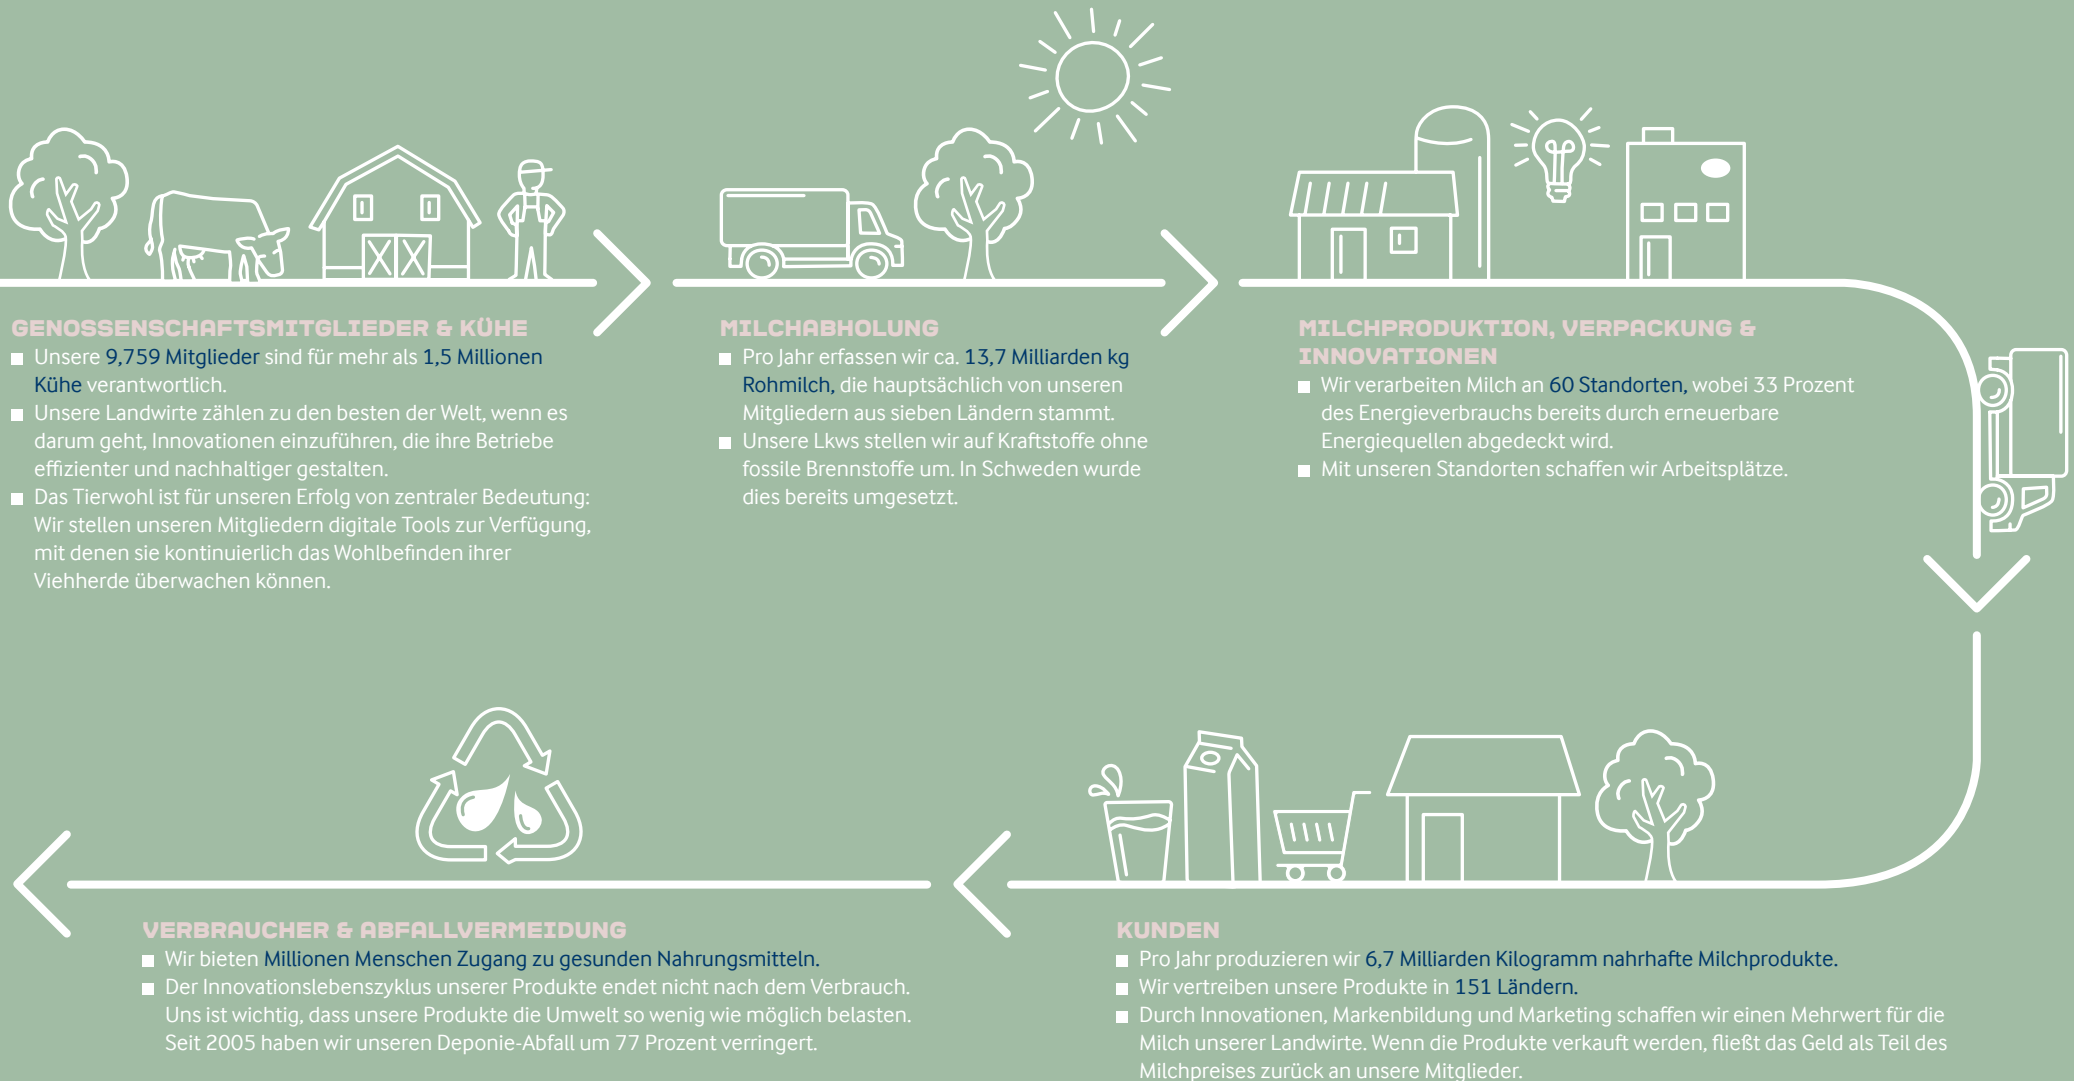 GENOSSENSCHAFTSMITGLIEDER & KÜHE
Unsere 9,759 Mitglieder sind für mehr als 1,5 Millionen
Kühe verantwortlich.
Unsere Landwirte zählen zu den besten der Welt, wenn es
darum geht, Innovationen einzuführen, die ihre Betriebe
effizienter und nachhaltiger gestalten.
Das Tierwohl ist für unseren Erfolg von zentraler Bedeutung:
Wir stellen unseren Mitgliedern digitale Tools zur Verfügung,
mit denen sie kontinuierlich das Wohlbefinden ihrer
Viehherde überwachen können.
MILCHABHOLUNG
Pro Jahr erfassen wir ca. 13,7 Milliarden kg
Rohmilch, die hauptsächlich von unseren
Mitgliedern aus sieben Ländern stammt.
Unsere Lkws stellen wir auf Kraftstoffe ohne
fossile Brennstoffe um. In Schweden wurde
dies bereits umgesetzt.
MILCHPRODUKTION, VERPACKUNG &
INNOVATIONEN
Wir verarbeiten Milch an 60 Standorten, wobei 33 Prozent
des Energieverbrauchs bereits durch erneuerbare
Energiequellen abgedeckt wird.
Mit unseren Standorten schaffen wir Arbeitsplätze.
KUNDEN
Pro Jahr produzieren wir 6,7 Milliarden Kilogramm nahrhafte Milchprodukte.
Wir vertreiben unsere Produkte in 151 Ländern.
Durch Innovationen, Markenbildung und Marketing schaffen wir einen Mehrwert für die
Milch unserer Landwirte. Wenn die Produkte verkauft werden, fließt das Geld als Teil des
Milchpreises zurück an unsere Mitglieder.
VERBRAUCHER & ABFALLVERMEIDUNG
Wir bieten Millionen Menschen Zugang zu gesunden Nahrungsmitteln.
Der Innovationslebenszyklus unserer Produkte endet nicht nach dem Verbrauch.
Uns ist wichtig, dass unsere Produkte die Umwelt so wenig wie möglich belasten.
Seit 2005 haben wir unseren Deponie-Abfall um 77 Prozent verringert.